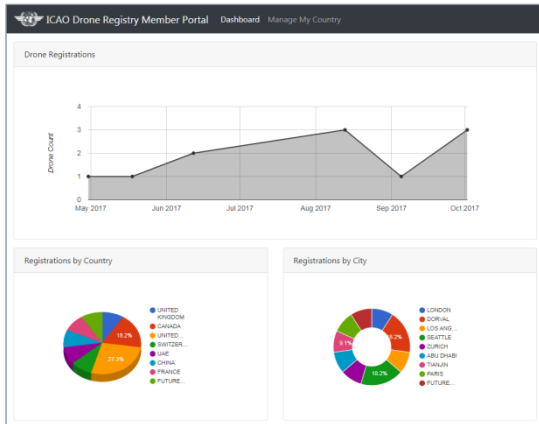 ICAO Drone Registry Member Portal Dashboard Manage My Country
Drone Registrations
4
3
2
1
0
Drone Count
May 2017 Jun 2017 Jul 2017 Aug 2017 Sep 2017 Oct 2017
Registrations by Country
18.2%
27.3%
UNITED
KINGDOM
CANADA
UNITED...
SWITZER...
UAE
CHINA
FRANCE
FUTURE...
Registrations by City
9.1%
18.2%
LONDON
DORVAL
LOS ANG...
SEATTLE
ZURICH
ABU DHABI
TIANJIN
PARIS
FUTURE...